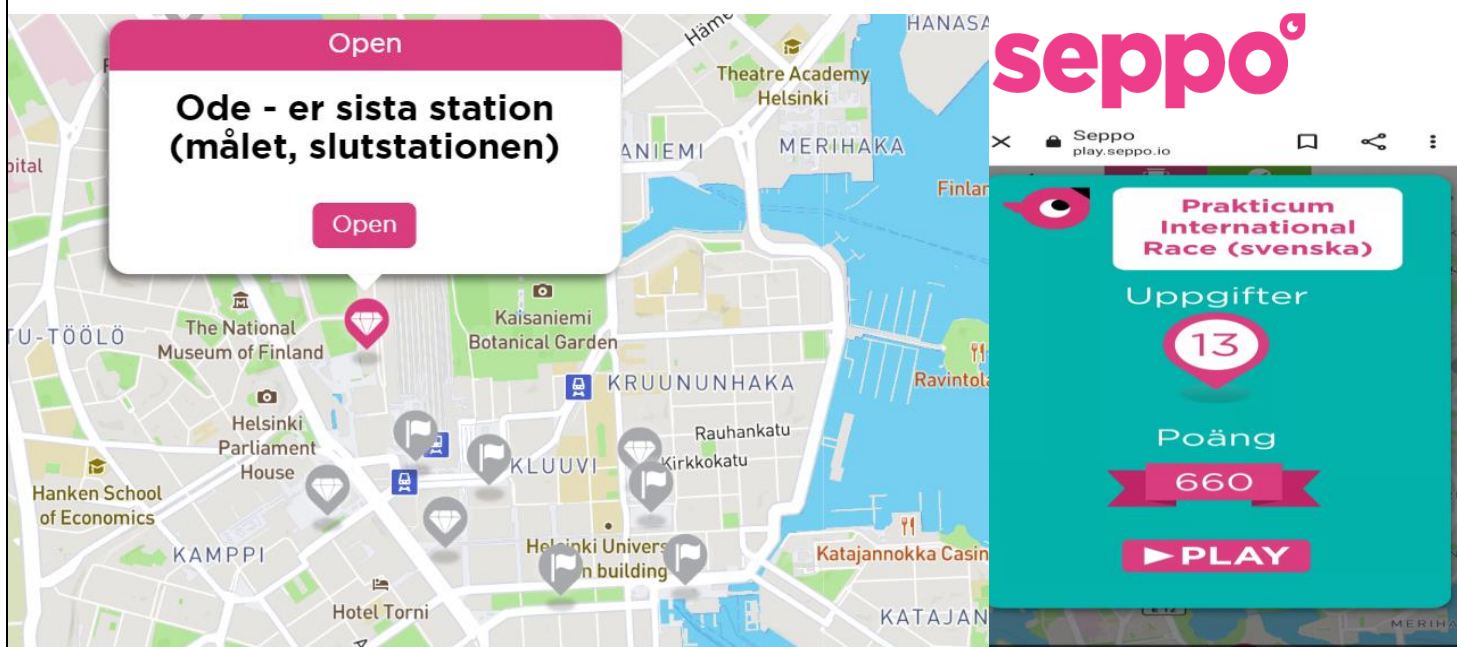 Open
Ode - er sista station
(målet, slutstationen)
Open
HANASA
Häme
Theatre Academy
Helsinki
MERIHAKA
ANIEMI
pital
Finlan
The National
Museum of Finland
TU-TÖÖLÖ
Kaisaniemi
Botanical Garden
KRUUNUNHAKA
Ravintola
Helsinki
Parliament
House
Rauhankatu
Kirkkokatu
KLUUVI
Hanken School
of Economics
KAMPPI
building
Katajannokka Casin
Hotel Torni
KATAJAN
seppo
Seppo
play.seppo.io
Prakticum
International
Race (svenska)
Uppgifter
13
Poäng
660
PLAY
E12
MERIHA